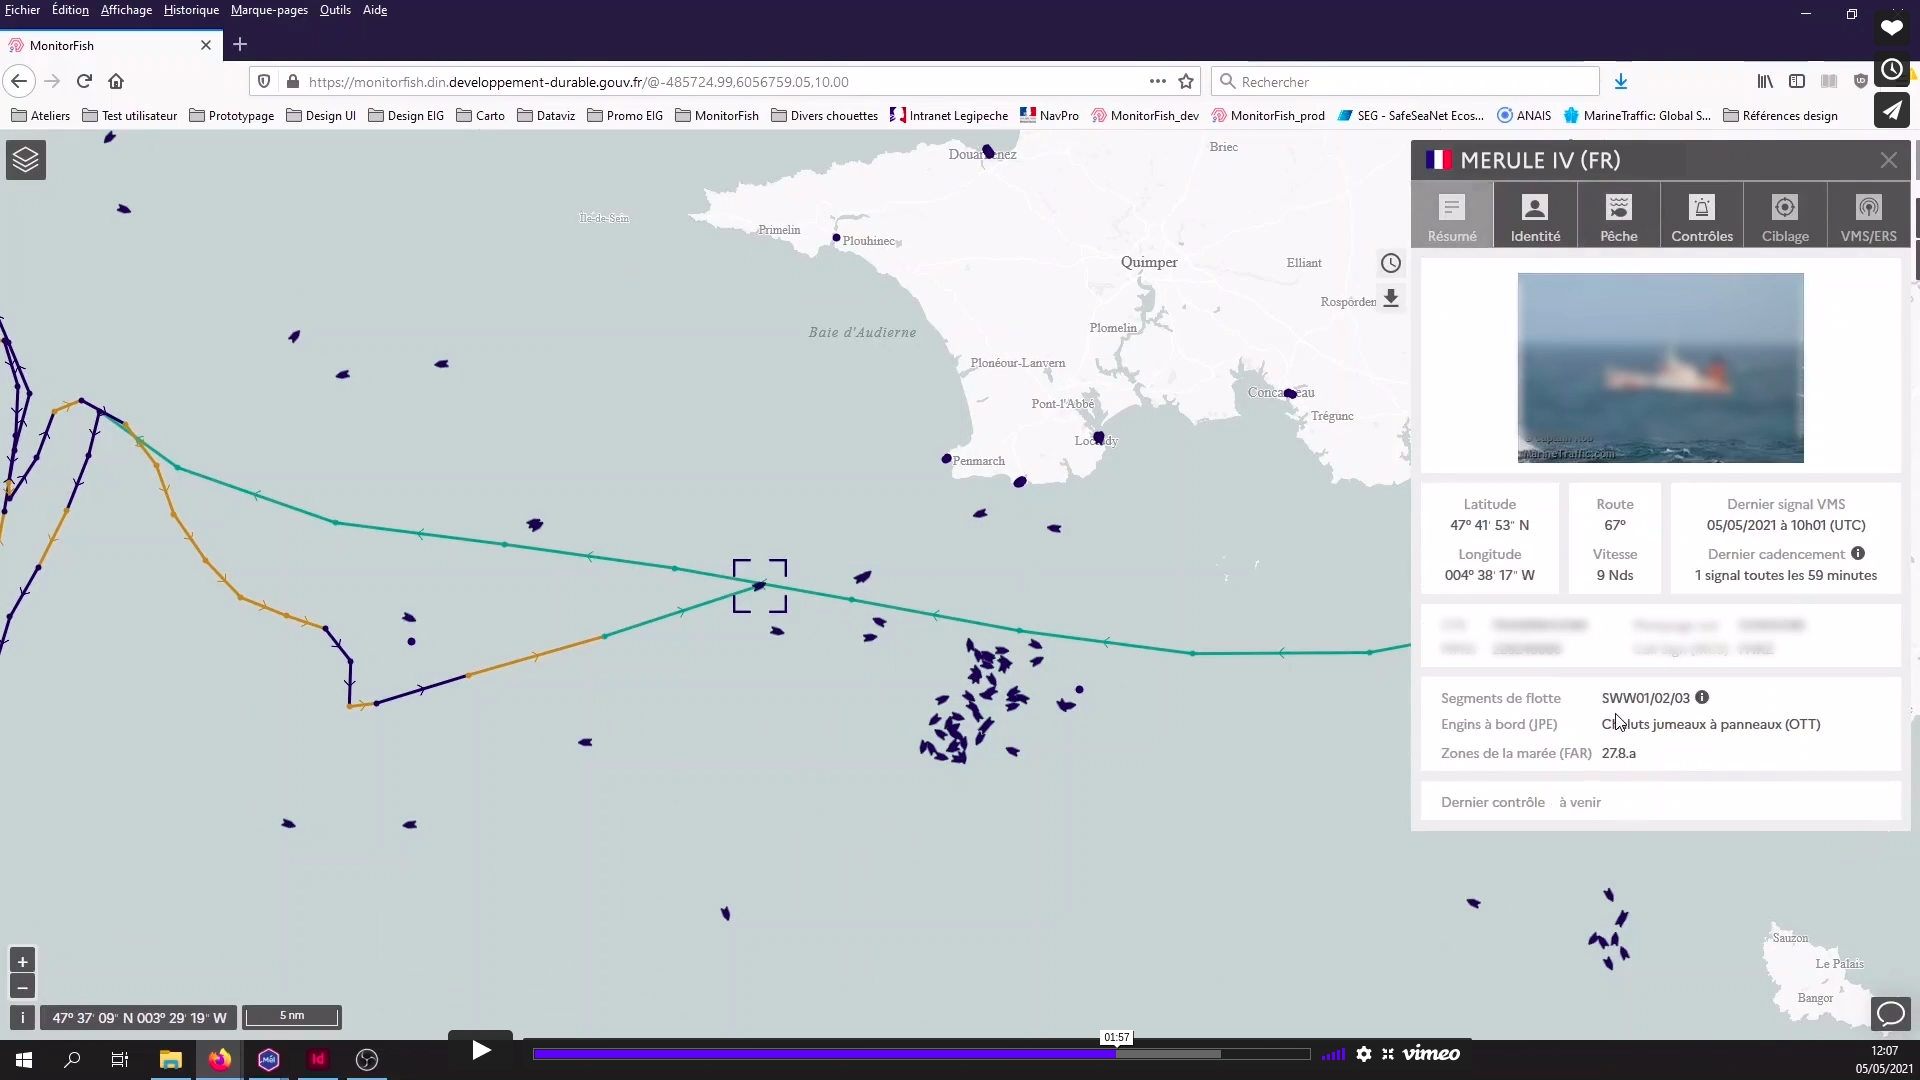 Fichier Édition Affichage Historique Marque-pages Outils Aide
MonitorFish
https://monitorfish.din.developpement-durable.gouv.fr/@-485724.99,6056759.05,10.00
Rechercher
Ateliers Test utilisateur Prototypage Design UI Design EIG Carto Dataviz Promo EIG MonitorFish Divers chouettes Intranet Legipeche NavPro MonitorFish_dev MonitorFish_prod SEG - SafeSeaNet Ecos... ANAIS MarineTraffic: Global S... Références design
Briec
Douarnenez
Île-de-Sein
Primelin
Plouhinec
Quimper
Elliant
Rosporden
Baie d'Audierne
Plomelin
Plonéour-Lanvern
Pont-l'Abbé
Concarneau
Trégunc
Loctudy
Penmarch
Sauzon
Le Palais
Bangor
MERULE IV (FR)
Résumé Identité Pêche Contrôles Ciblage VMS/ERS
MarineTraffic.com
Latitude
47° 41′ 53″ N
Longitude
004° 38′ 17″ W
Route
67°
Vitesse
9 Nds
Dernier signal VMS
05/05/2021 à 10h01 (UTC)
Dernier cadencement
1 signal toutes les 59 minutes
Segments de flotte SWW01/02/03
Engins à bord (JPE) Chaluts jumeaux à panneaux (OTT)
Zones de la marée (FAR) 27.8.a
Dernier contrôle à venir
47° 37′ 09″ N 003° 29′ 19″ W
5 nm
01:57
vimeo
12:07
05/05/2021